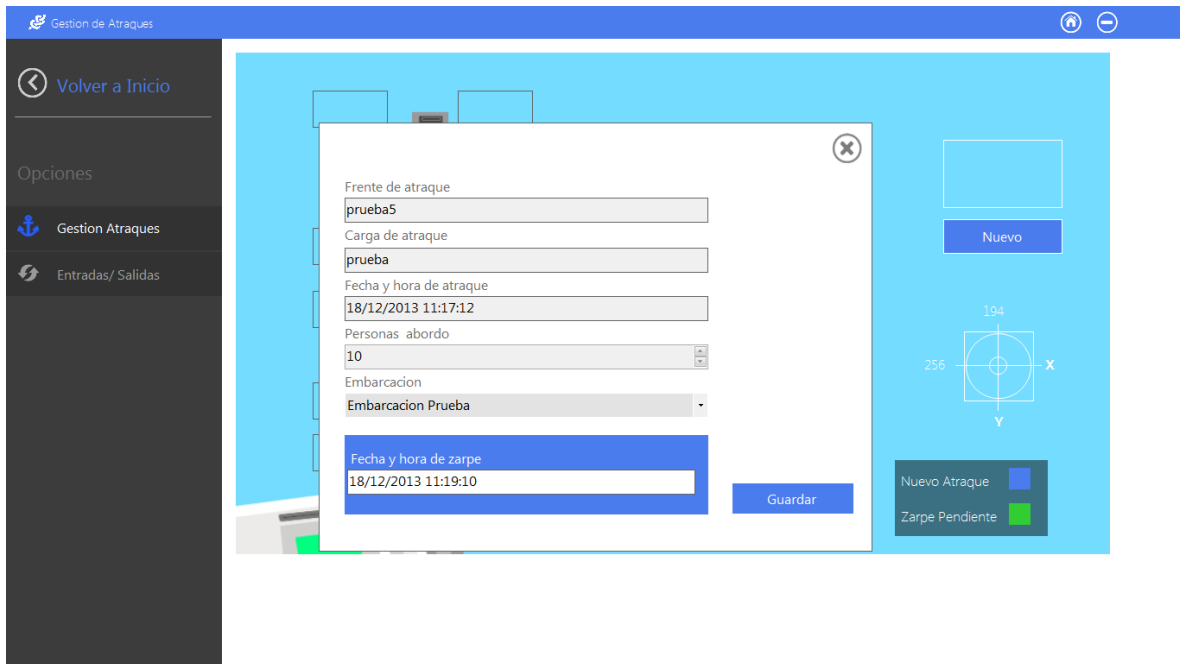 Gestion de Atraques
Volver a Inicio
Opciones
Gestion Atraques
Entradas/ Salidas
Frente de atraque
prueba5
Carga de atraque
prueba
Fecha y hora de atraque
18/12/2013 11:17:12
Personas abordo
10
Embarcacion
Embarcacion Prueba
Fecha y hora de zarpe
18/12/2013 11:19:10
Guardar
Nuevo
194
256
X
Y
Nuevo Atraque
Zarpe Pendiente